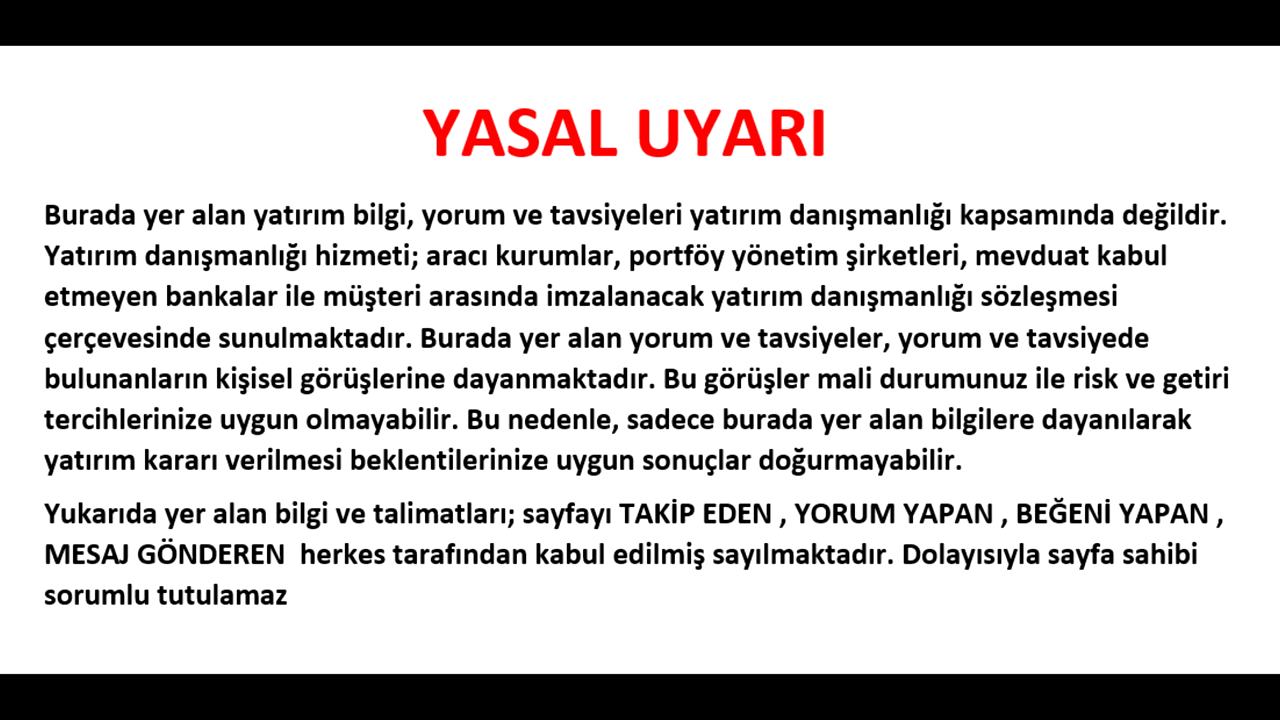 YASAL UYARI
Burada yer alan yatırım bilgi, yorum ve tavsiyeleri yatırım danışmanlığı kapsamında değildir.
Yatırım danışmanlığı hizmeti; aracı kurumlar, portföy yönetim şirketleri, mevduat kabul
etmeyen bankalar ile müşteri arasında imzalanacak yatırım danışmanlığı sözleşmesi
çerçevesinde sunulmaktadır. Burada yer alan yorum ve tavsiyeler, yorum ve tavsiyede
bulunanların kişisel görüşlerine dayanmaktadır. Bu görüşler mali durumunuz ile risk ve getiri
tercihlerinize uygun olmayabilir. Bu nedenle, sadece burada yer alan bilgilere dayanılarak
yatırım kararı verilmesi beklentilerinize uygun sonuçlar doğurmayabilir.
Yukarıda yer alan bilgi ve talimatları; sayfayı TAKİP EDEN , YORUM YAPAN , BEĞENİ YAPAN ,
MESAJ GÖNDEREN  herkes tarafından kabul edilmiş sayılmaktadır. Dolayısıyla sayfa sahibi
sorumlu tutulamaz